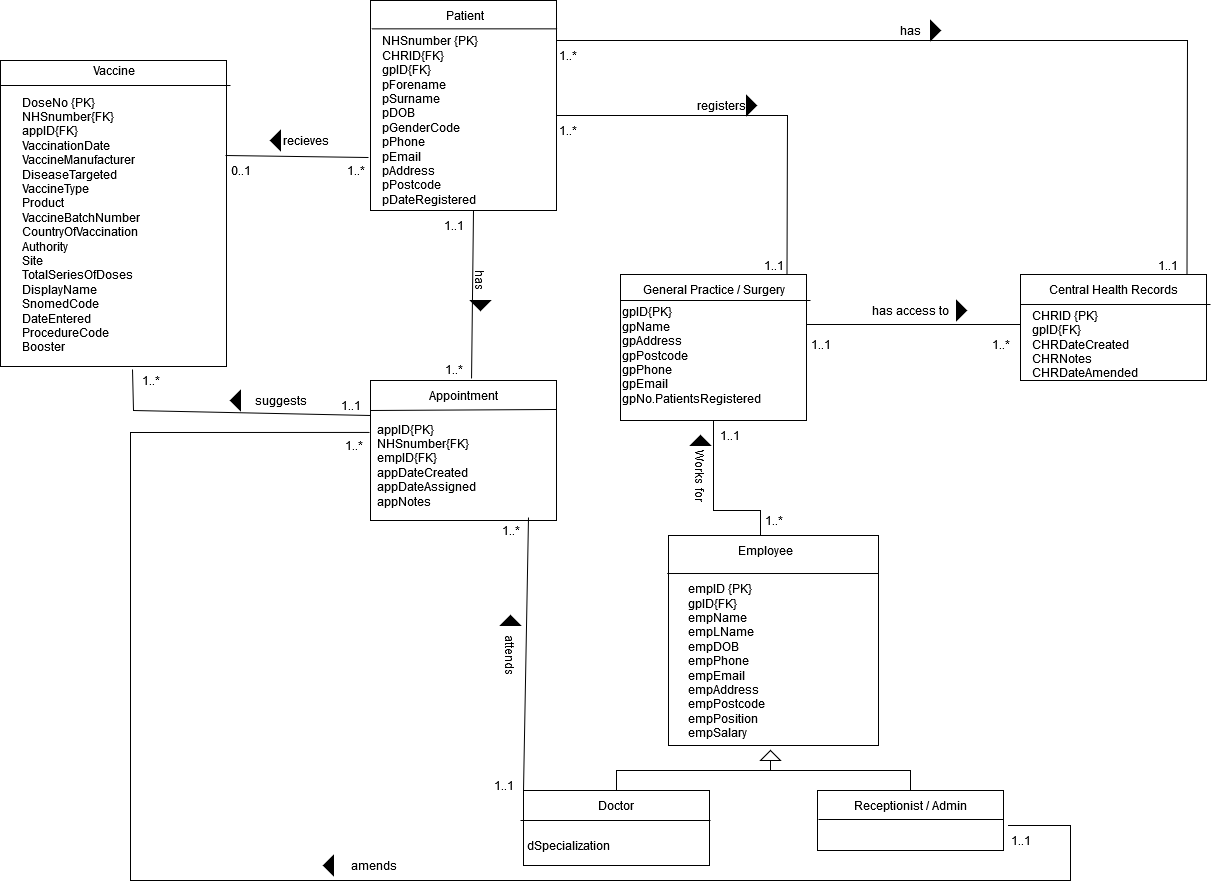 Patient
NHSnumber {PK}
CHRID{FK}
gpID{FK}
pForename
pSurname
pDOB
pGenderCode
pPhone
pEmail
pAddress
pPostcode
pDateRegistered
has
1..*
registers
1..*
Vaccine
DoseNo {PK}
NHSnumber{FK}
appID{FK}
VaccinationDate
VaccineManufacturer
DiseaseTargeted
VaccineType
Product
VaccineBatchNumber
CountryOfVaccination
Authority
Site
TotalSeriesOfDoses
DisplayName
SnomedCode
DateEntered
ProcedureCode
Booster
recieves
0..1
1..*
1..1
has
1..*
1..1
1..1
General Practice / Surgery
gpID{PK}
gpName
gpAddress
gpPostcode
gpPhone
gpEmail
gpNo.PatientsRegistered
has access to
1..1
1..*
Central Health Records
CHRID {PK}
gpID{FK}
CHRDateCreated
CHRNotes
CHRDateAmended
1..*
suggests
1..1
1..*
Appointment
appID{PK}
NHSnumber{FK}
empID{FK}
appDateCreated
appDateAssigned
appNotes
1..*
1..1
Works for
1..*
Employee
empID {PK}
gpID{FK}
empName
empLName
empDOB
empPhone
empEmail
empAddress
empPostcode
empPosition
empSalary
attends
1..1
Doctor
dSpecialization
Receptionist / Admin
1..1
amends